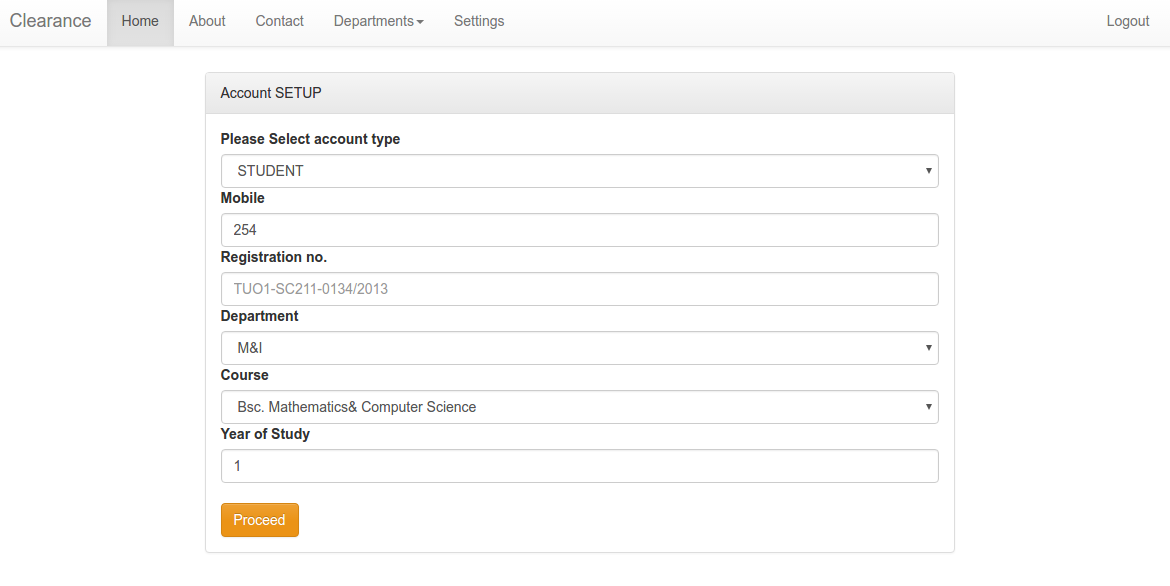 Clearance Home About Contact Departments Settings Logout
Account SETUP
Please Select account type
STUDENT
Mobile
254
Registration no.
TUO1-SC211-0134/2013
Department
M&I
Course
Bsc. Mathematics& Computer Science
Year of Study
1
Proceed